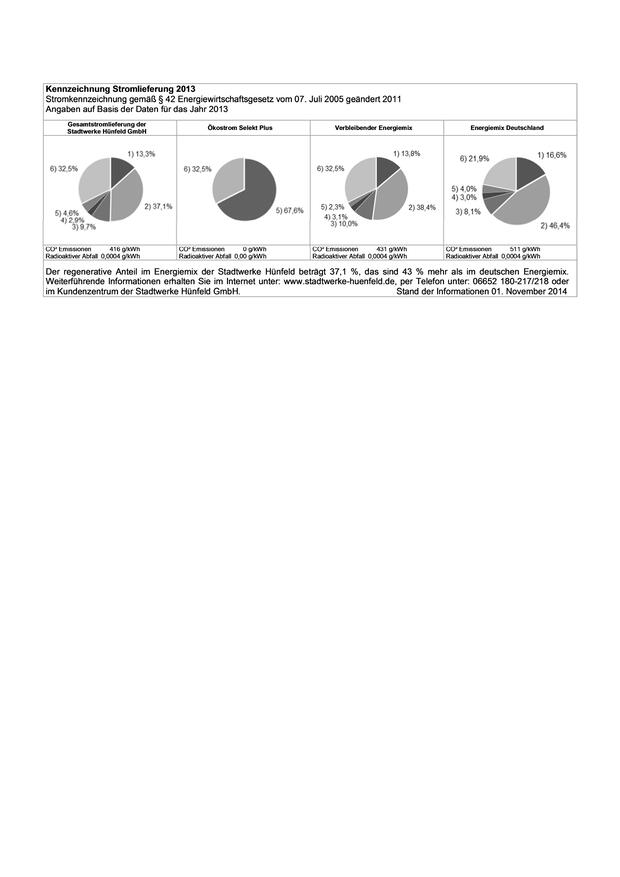 Kennzeichnung Stromlieferung 2013
Stromkennzeichnung gemäß § 42 Energiewirtschaftsgesetz vom 07. Juli 2005 geändert 2011
Angaben auf Basis der Daten für das Jahr 2013
Gesamtstromlieferung der
Stadtwerke Hünfeld GmbH
Ökostrom Selekt Plus
Verbleibender Energiemix
Energiemix Deutschland
1) 13,3%
2) 37,1%
3) 9,7%
4) 2,9%
5) 4,6%
6) 32,5%
6) 32,5%
5) 67,6%
1) 13,8%
2) 38,4%
3) 10,0%
4) 3,1%
5) 2,3%
6) 32,5%
1) 16,6%
2) 46,4%
3) 8,1%
4) 3,0%
5) 4,0%
6) 21,9%
CO² Emissionen 416 g/kWh
Radioaktiver Abfall 0,0004 g/kWh
CO² Emissionen 0 g/kWh
Radioaktiver Abfall 0,00 g/kWh
CO² Emissionen 431 g/kWh
Radioaktiver Abfall 0,0004 g/kWh
CO² Emissionen 511 g/kWh
Radioaktiver Abfall 0,0004 g/kWh
Der regenerative Anteil im Energiemix der Stadtwerke Hünfeld beträgt 37,1 %, das sind 43 % mehr als im deutschen Energiemix.
Weiterführende Informationen erhalten Sie im Internet unter: www.stadtwerke-huenfeld.de, per Telefon unter: 06652 180-217/218 oder
im Kundenzentrum der Stadtwerke Hünfeld GmbH. Stand der Informationen 01. November 2014